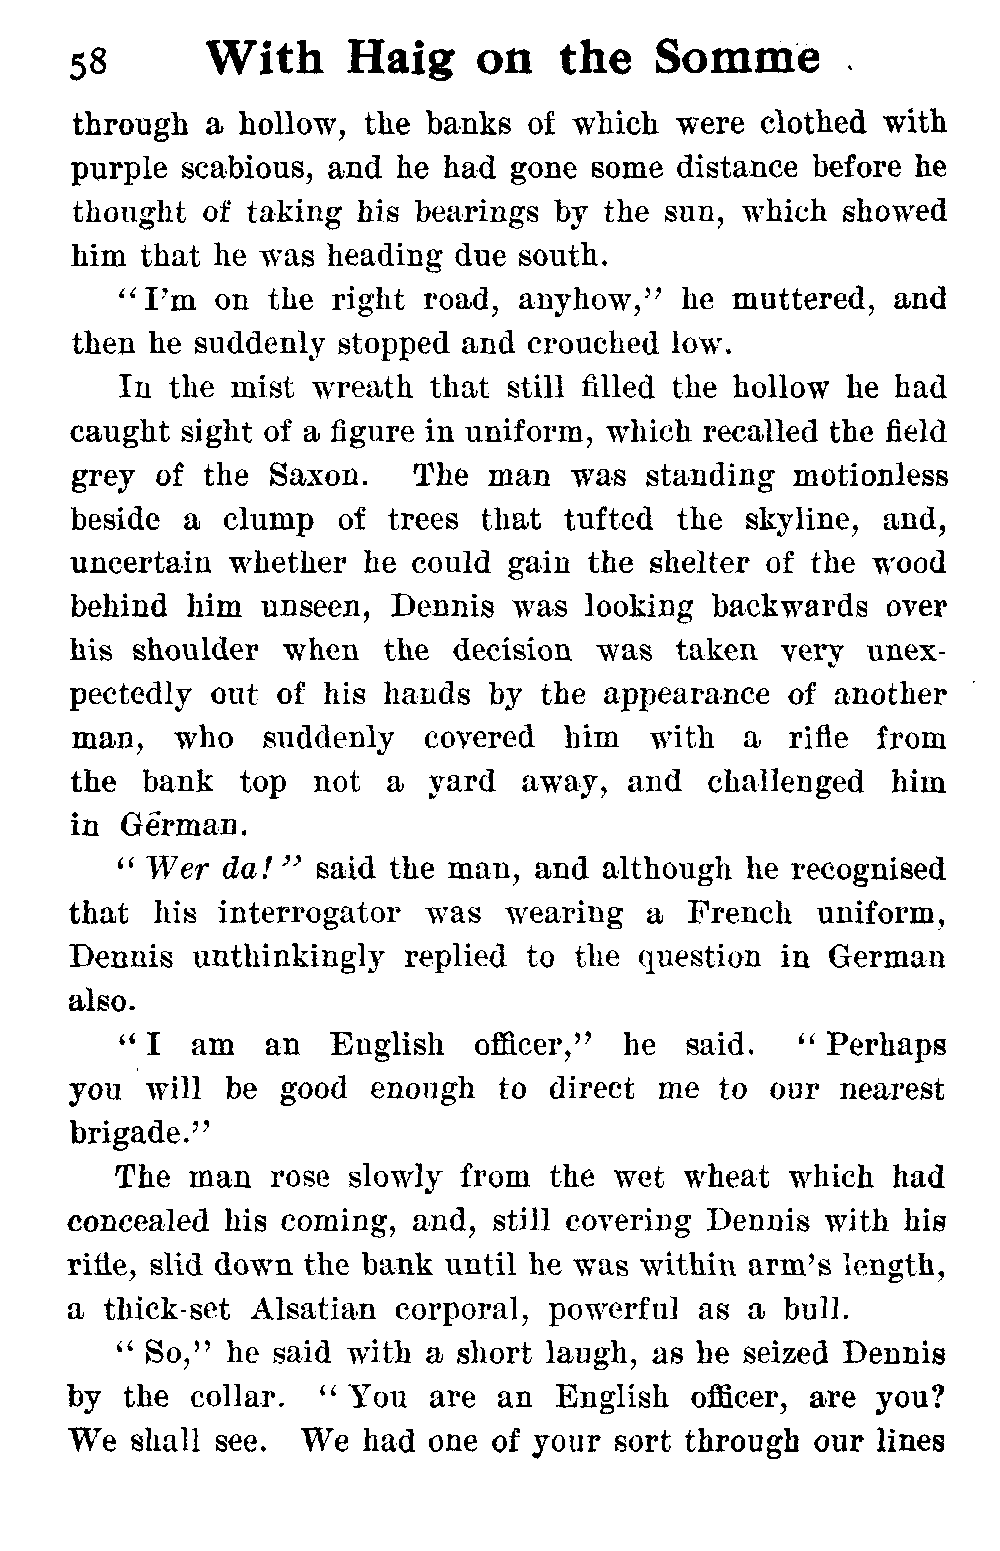 58 With Haig on the Somme
through a hollow, the banks of which were clothed with
purple scabious, and he had gone some distance before he
thought of taking his bearings by the sun, which showed
him that he was heading due south.
"I'm on the right road, anyhow," he muttered, and
then he suddenly stopped and crouched low.
In the mist wreath that still filled the hollow he had
caught sight of a figure in uniform, which recalled the field
grey of the Saxon. The man was standing motionless
beside a clump of trees that tufted the skyline, and,
uncertain whether he could gain the shelter of the wood
behind him unseen, Dennis was looking backwards over
his shoulder when the decision was taken very unex-
pectedly out of his hands by the appearance of another
man, who suddenly covered him with a rifle from
the bank top not a yard away, and challenged him
in German.
"Wer da!" said the man, and although he recognised
that his interrogator was wearing a French uniform,
Dennis unthinkingly replied to the question in German
also.
"I am an English officer," he said. "Perhaps
you will be good enough to direct me to our nearest
brigade."
The man rose slowly from the wet wheat which had
concealed his coming, and, still covering Dennis with his
rifle, slid down the bank until he was within arm's length,
a thick-set Alsatian corporal, powerful as a bull.
"So," he said with a short laugh, as he seized Dennis
by the collar. "You are an English officer, are you?
We shall see. We had one of your sort through our lines